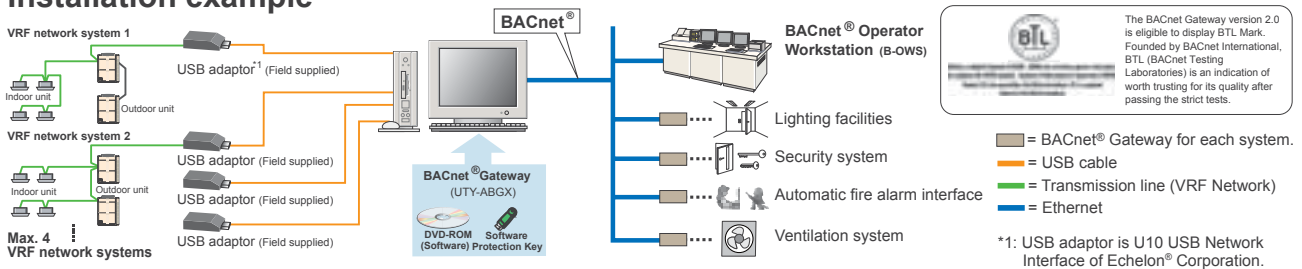 Installation example
VRF network system 1
Indoor unit
Outdoor unit
VRF network system 2
Indoor unit
Outdoor unit
Max. 4
VRF network systems
USB adaptor*1 (Field supplied)
USB adaptor (Field supplied)
USB adaptor (Field supplied)
USB adaptor (Field supplied)
BACnet® Gateway
(UTY-ABGX)
DVD-ROM
(Software)
Software
Protection Key
BACnet®
BACnet® Operator
Workstation (B-OWS)
Lighting facilities
Security system
Automatic fire alarm interface
Ventilation system
BTL
The BACnet Gateway version 2.0
is eligible to display BTL Mark.
Founded by BACnet International,
BTL (BACnet Testing
Laboratories) is an indication of
worth trusting for its quality after
passing the strict tests.
= BACnet® Gateway for each system.
= USB cable
= Transmission line (VRF Network)
= Ethernet
*1: USB adaptor is U10 USB Network
Interface of Echelon® Corporation.